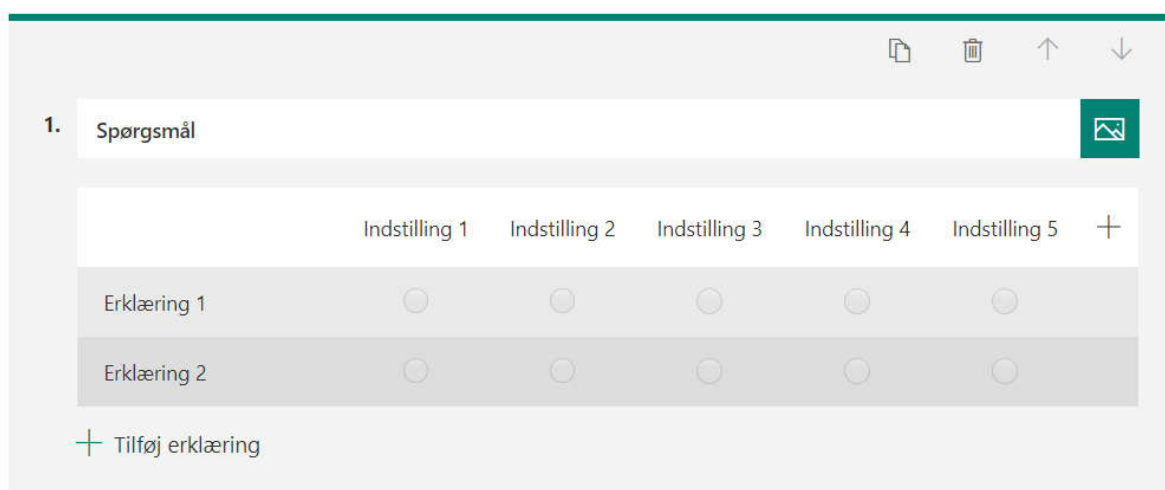 1. Spørgsmål
Indstilling 1 Indstilling 2 Indstilling 3 Indstilling 4 Indstilling 5
Erklæring 1
Erklæring 2
Tilføj erklæring